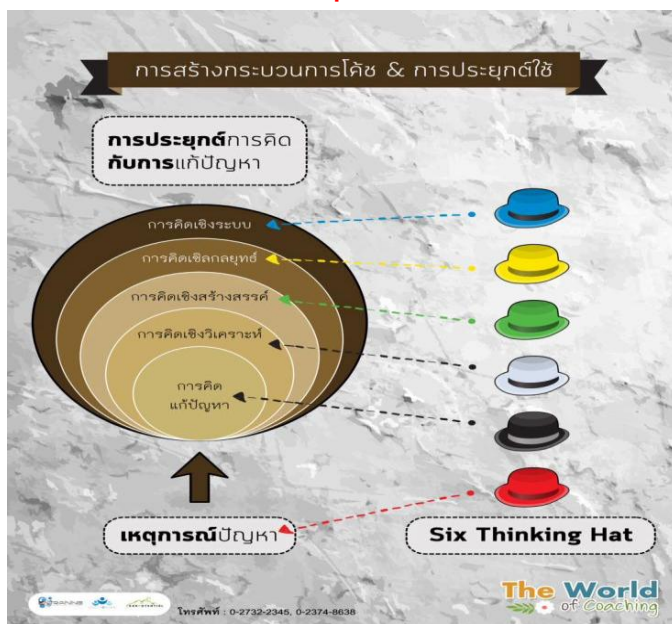 การสร้างกระบวนการโค้ช & การประยุกต์ใช้
การประยุกต์การคิด
กับการแก้ปัญหา
การคิดเชิงระบบ
การคิดเชิลกลยุทธ์
การคิดเชิงสร้างสรรค์
การคิดเชิงวิเคราะห์
การคิด
แก้ปัญหา
เหตุการณ์ปัญหา
Six Thinking Hat
โทรศัพท์ : 0-2732-2345, 0-2374-8638
The World
of Coaching